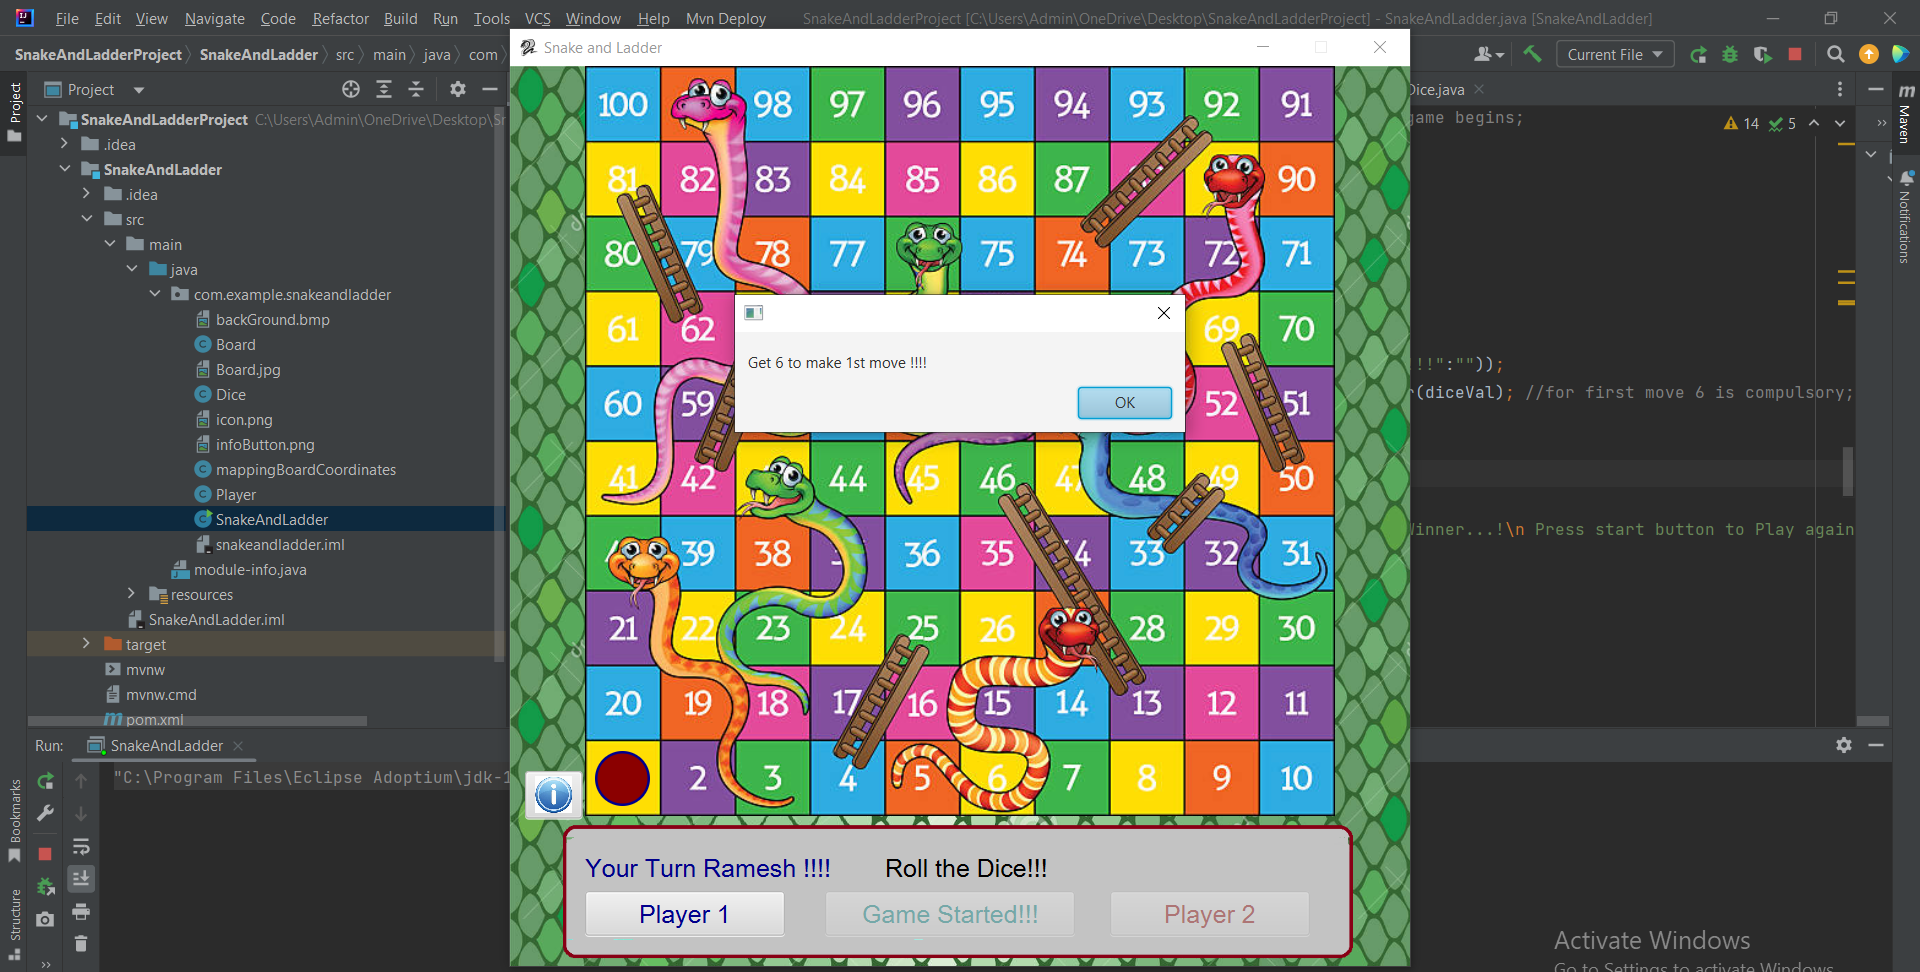 File Edit View Navigate Code Refactor Build Run Tools VCS Window Help Mvn Deploy SnakeAndLadderProject [C:\Users\Admin\OneDrive\Desktop\SnakeAndLadderProject] - SnakeAndLadder.java [SnakeAndLadder]
SnakeAndLadderProject SnakeAndLadder src main java com
Snake and Ladder
Current File
Project
Project
Dice.java
Maven
Notifications
SnakeAndLadderProject C:\Users\Admin\OneDrive\Desktop\
.idea
SnakeAndLadder
.idea
src
main
java
com.example.snakeandladder
backGround.bmp
Board
Board.jpg
Dice
icon.png
infoButton.png
mappingBoardCoordinates
Player
SnakeAndLadder
snakeandladder.iml
module-info.java
resources
SnakeAndLadder.iml
target
mvnw
mvnw.cmd
pom.xml
game begins;
14 5
!!":""));
(diceVal); //for first move 6 is compulsory;
Winner...!\n Press start button to Play again
100 98 97 96 95 94 93 92 91
81 82 83 84 85 86 87 90
80 79 78 77 75 74 73 72 71
61 62 69 70
60 59 52 51
41 42 44 45 46 47 48 49 50
39 38 36 35 33 32 31
21 22 23 24 25 26 28 29 30
20 19 18 17 16 15 14 13 12 11
2 3 4 5 6 7 8 9 10
Get 6 to make 1st move !!!!
OK
Your Turn Ramesh !!!! Roll the Dice!!!
Player 1 Game Started!!! Player 2
Run: SnakeAndLadder
"C:\Program Files\Eclipse Adoptium\jdk-1
Bookmarks
Structure
Activate Windows
Go to Settings to activate Windows.